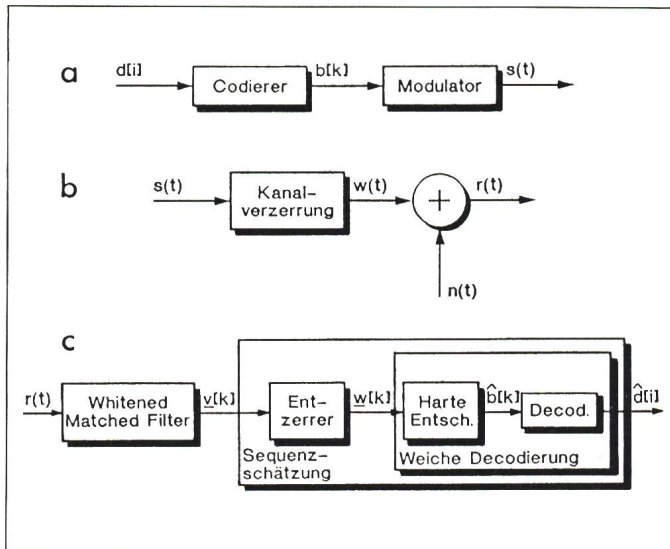 a
d[i]
Codierer
b[k]
Modulator
s(t)
b
s(t)
Kanal-
verzerrung
w(t)
+
r(t)
n(t)
c
r(t)
Whitened
Matched Filter
v[k]
Ent-
zerrer
w[k]
Harte
Entsch.
b̂[k]
Decod.
d̂[i]
Sequenz-
schätzung
Weiche Decodierung